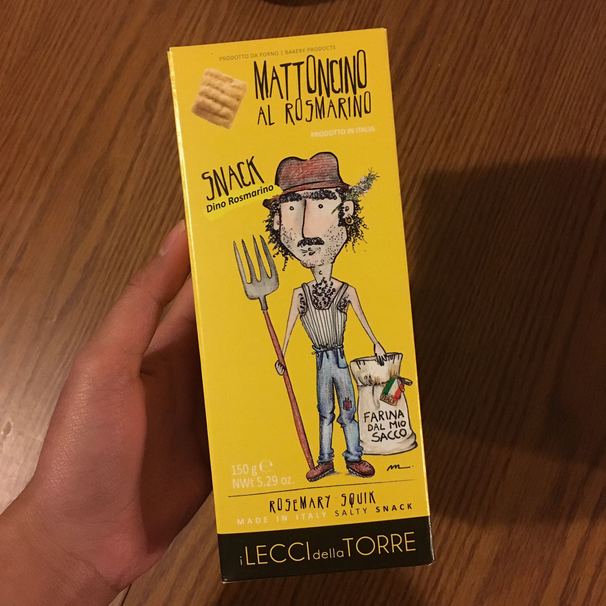 PRODOTTO DA FORNO | BAKERY PRODUCTS
MATTONCINO
AL ROSMARINO
PRODOTTO IN ITALIA
SNACK
Dino Rosmarino
FARINA
DAL MIO
SACCO
150 g ℮
NWt 5.29 oz.
ROSEMARY SQUIK
MADE IN ITALY SALTY SNACK
i LECCI della TORRE